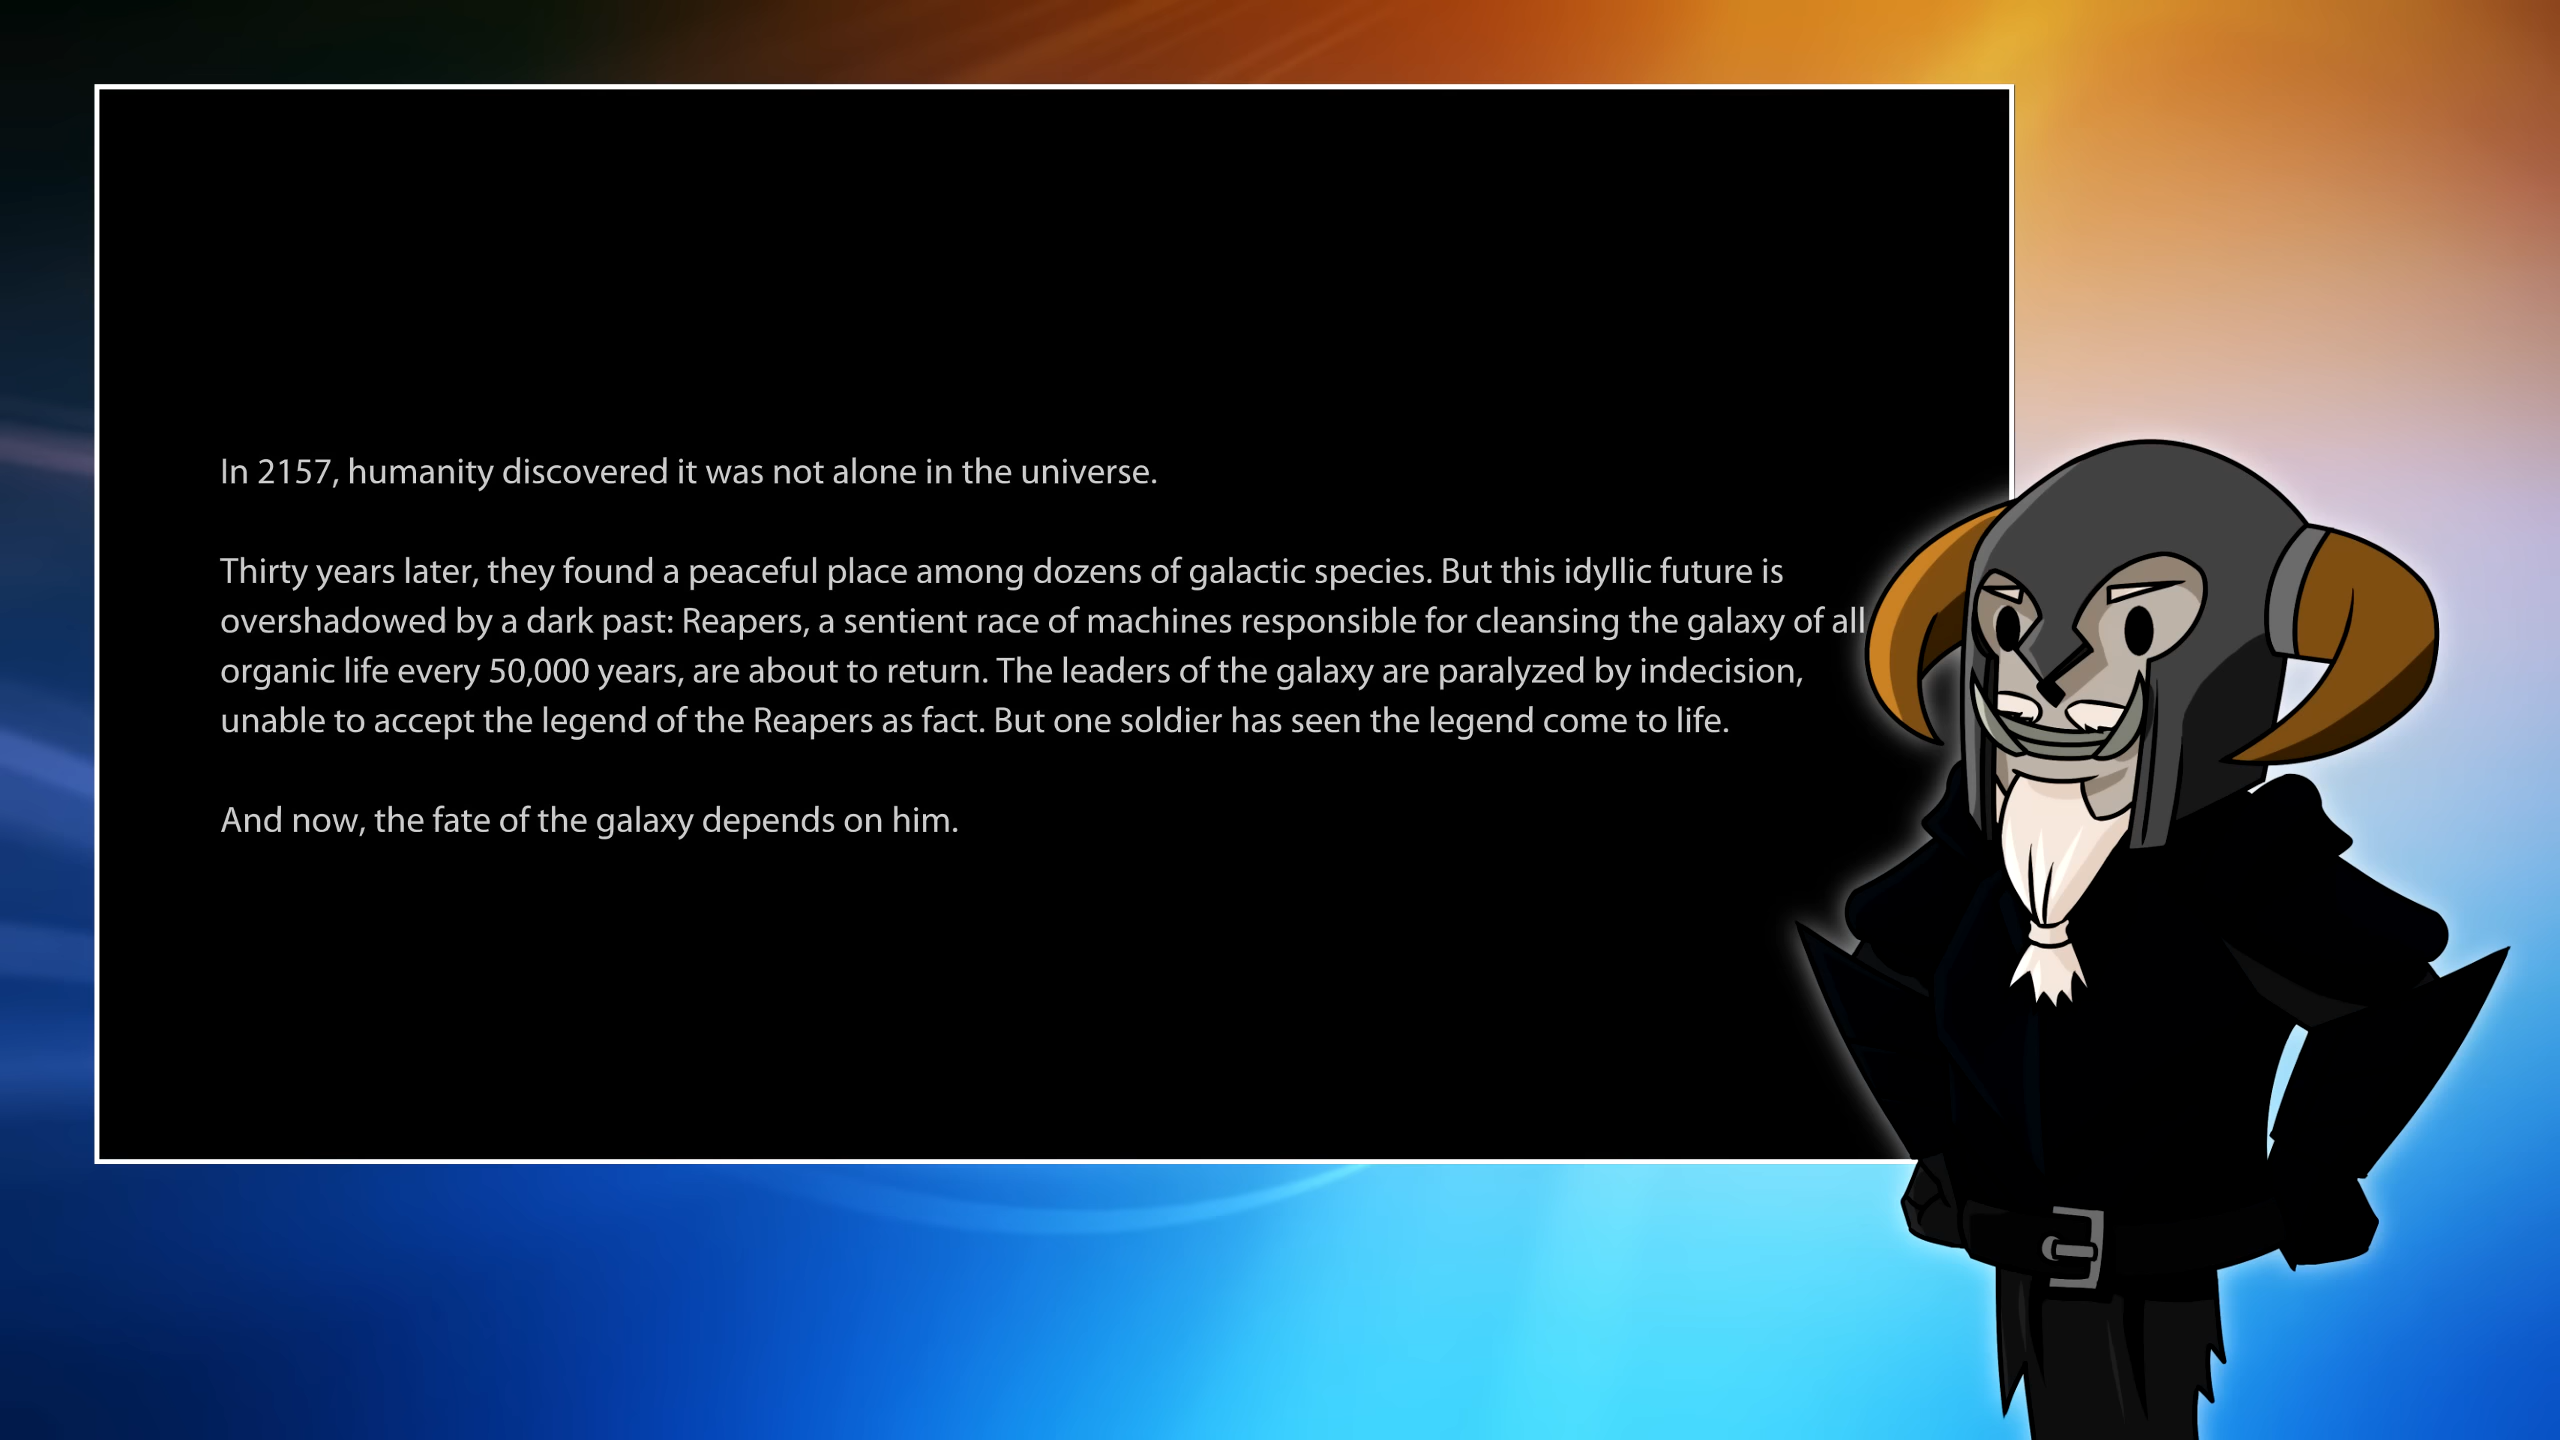 In 2157, humanity discovered it was not alone in the universe.
Thirty years later, they found a peaceful place among dozens of galactic species. But this idyllic future is
overshadowed by a dark past: Reapers, a sentient race of machines responsible for cleansing the galaxy of all
organic life every 50,000 years, are about to return. The leaders of the galaxy are paralyzed by indecision,
unable to accept the legend of the Reapers as fact. But one soldier has seen the legend come to life.
And now, the fate of the galaxy depends on him.